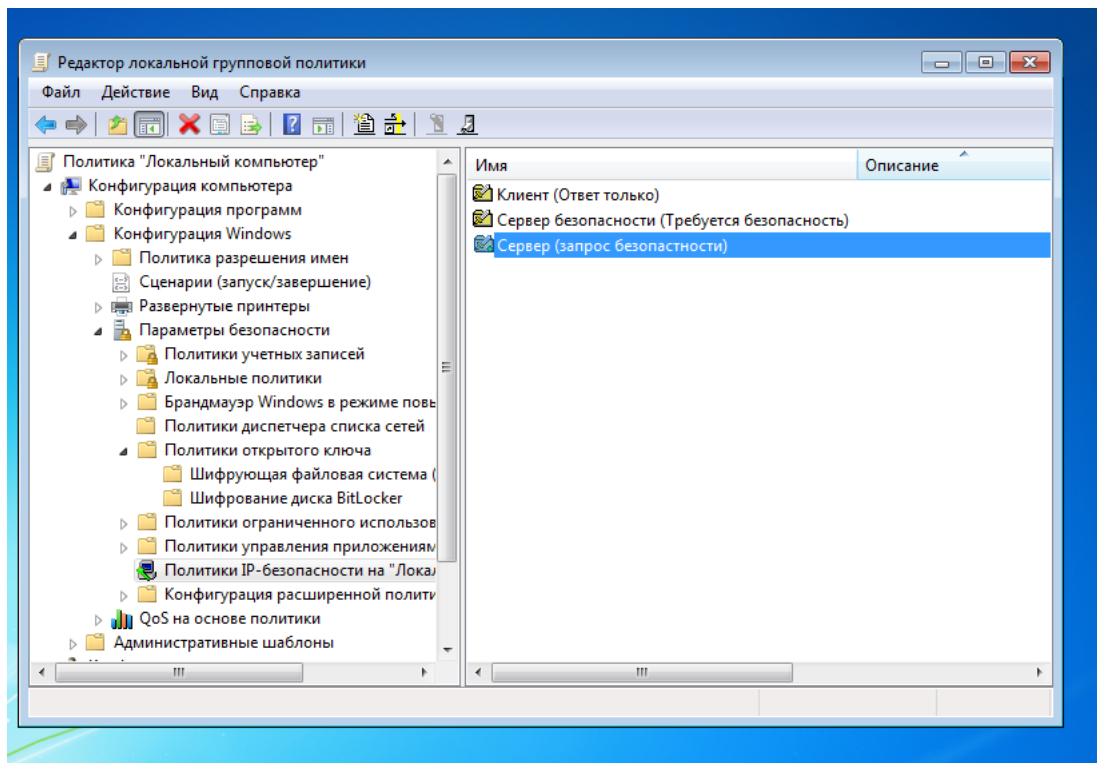 Редактор локальной групповой политики
Файл Действие Вид Справка
Политика "Локальный компьютер"
Конфигурация компьютера
Конфигурация программ
Конфигурация Windows
Политика разрешения имен
Сценарии (запуск/завершение)
Развернутые принтеры
Параметры безопасности
Политики учетных записей
Локальные политики
Брандмауэр Windows в режиме повы
Политики диспетчера списка сетей
Политики открытого ключа
Шифрующая файловая система (
Шифрование диска BitLocker
Политики ограниченного использов
Политики управления приложениям
Политики IP-безопасности на "Локал
Конфигурация расширенной полити
QoS на основе политики
Административные шаблоны
Имя Описание
Клиент (Ответ только)
Сервер безопасности (Требуется безопасность)
Сервер (запрос безопастности)